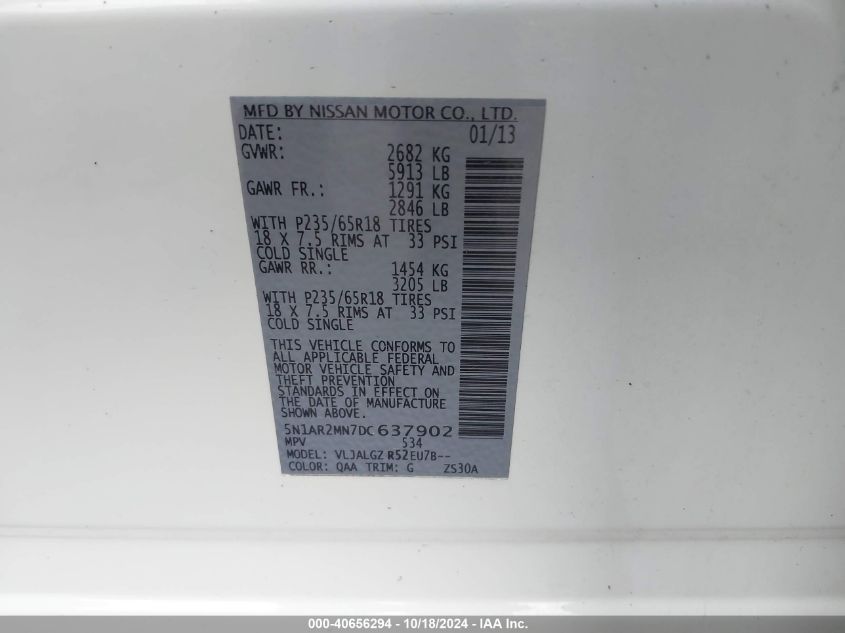 MFD BY NISSAN MOTOR CO., LTD.
DATE: 01/13
GVWR: 2682 KG
5913 LB
GAWR FR.: 1291 KG
2846 LB
WITH P235/65R18 TIRES
18 X 7.5 RIMS AT 33 PSI
COLD SINGLE
GAWR RR.: 1454 KG
3205 LB
WITH P235/65R18 TIRES
18 X 7.5 RIMS AT 33 PSI
COLD SINGLE
THIS VEHICLE CONFORMS TO
ALL APPLICABLE FEDERAL
MOTOR VEHICLE SAFETY AND
THEFT PREVENTION
STANDARDS IN EFFECT ON
THE DATE OF MANUFACTURE
SHOWN ABOVE.
5N1AR2MN7DC637902
MPV 534
MODEL: VLJALGZ R52EU7B--
COLOR: QAA TRIM: G ZS30A
000-40656294 - 10/18/2024 - IAA Inc.